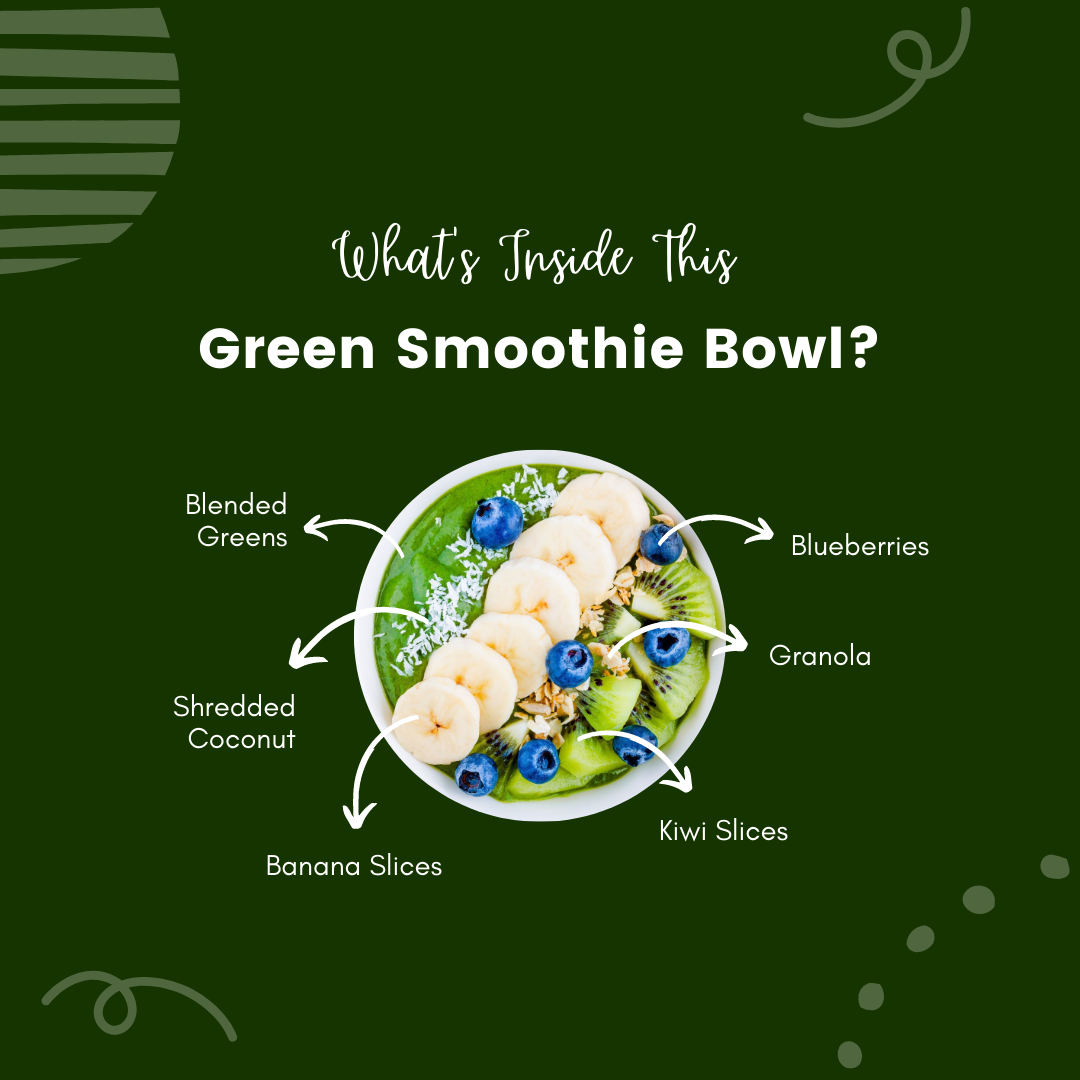 What's Inside This
Green Smoothie Bowl?
Blended
Greens
Blueberries
Granola
Shredded
Coconut
Kiwi Slices
Banana Slices